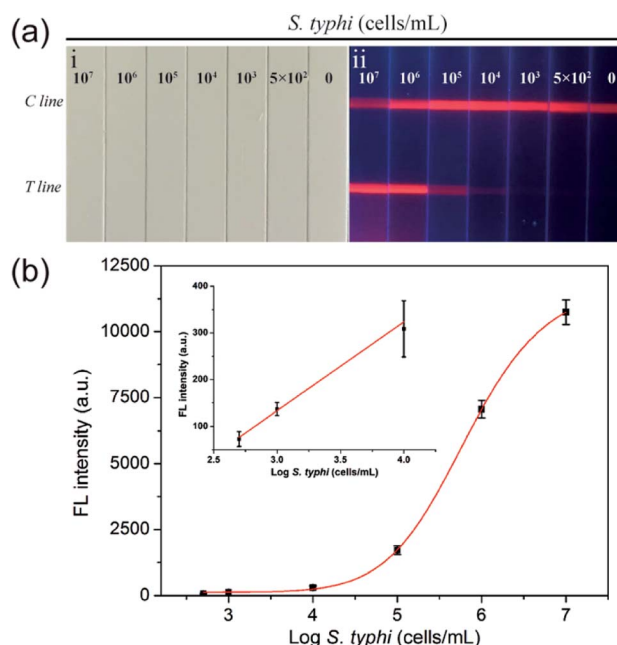 (a)
S. typhi (cells/mL)
i
10⁷ 10⁶ 10⁵ 10⁴ 10³ 5×10² 0
ii
10⁷ 10⁶ 10⁵ 10⁴ 10³ 5×10² 0
C line
T line
(b)
12500
10000
7500
5000
2500
0
FL intensity (a.u.)
3 4 5 6 7
Log S. typhi (cells/mL)
400
300
200
100
FL intensity (a.u.)
2.5 3.0 3.5 4.0
Log S. typhi (cells/mL)